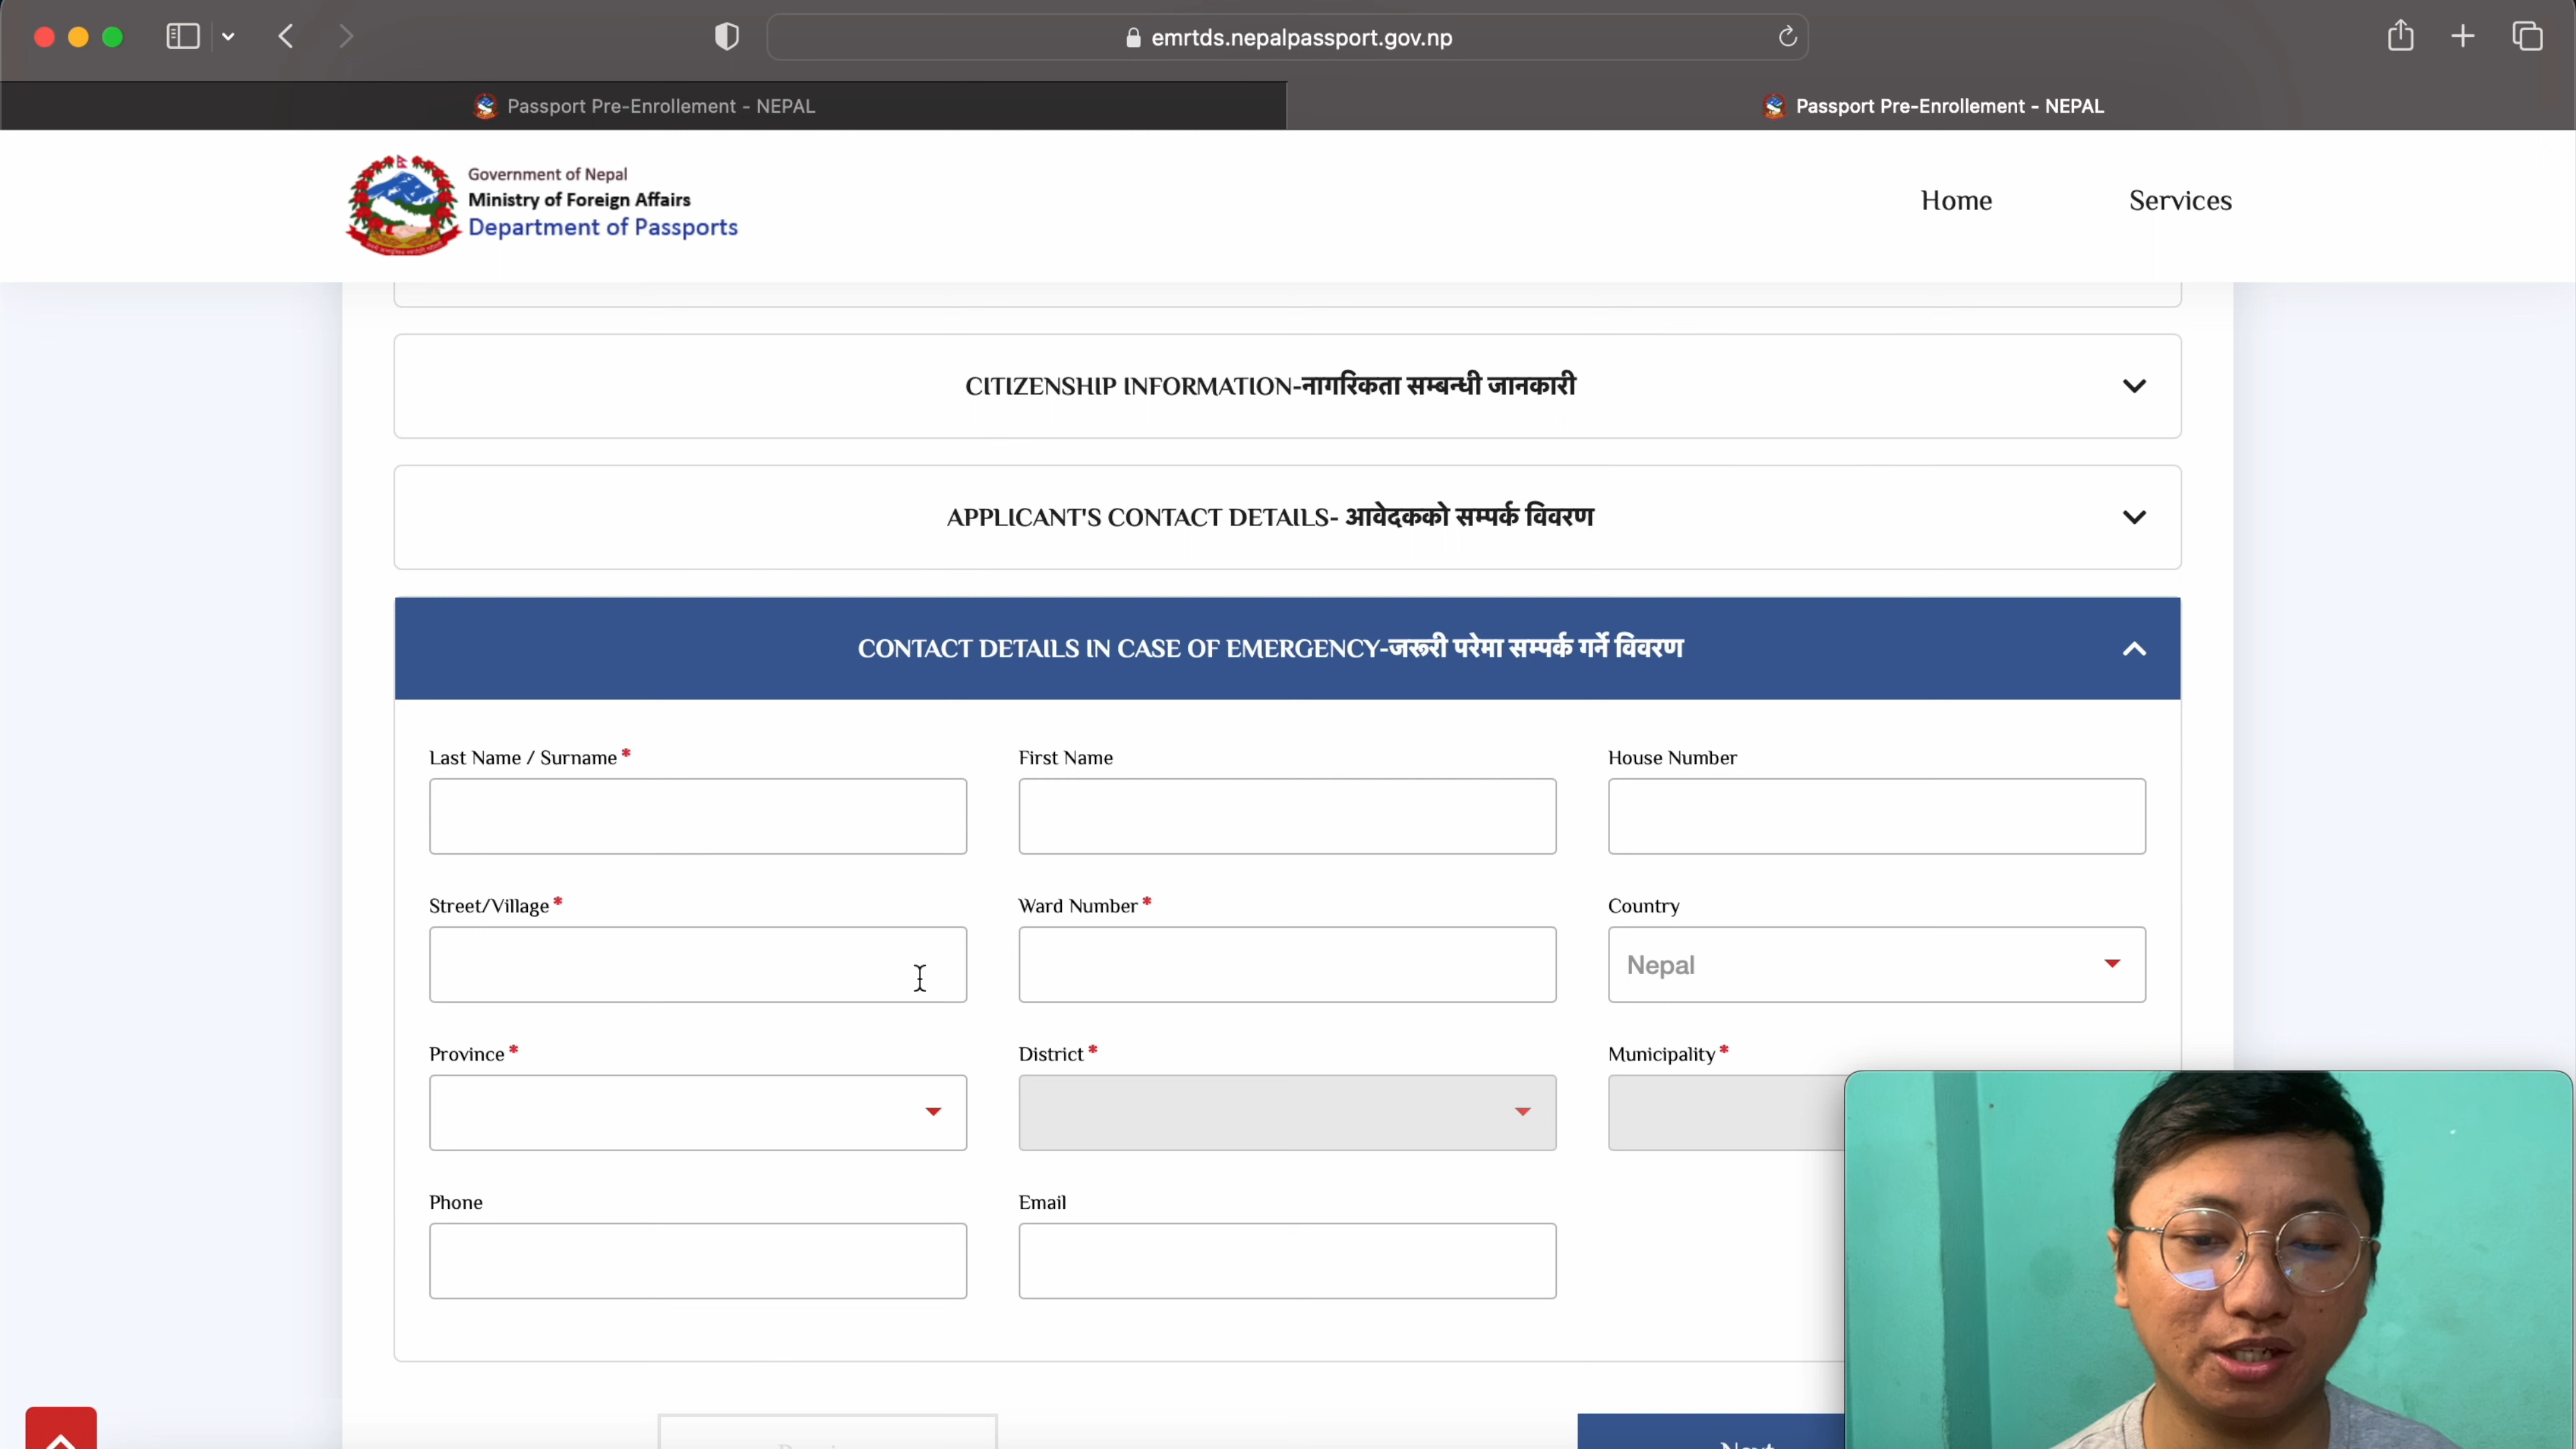 emrtds.nepalpassport.gov.np
Passport Pre-Enrollement - NEPAL
Passport Pre-Enrollement - NEPAL
Government of Nepal
Ministry of Foreign Affairs
Department of Passports
Home
Services
CITIZENSHIP INFORMATION-नागरिकता सम्बन्धी जानकारी
APPLICANT'S CONTACT DETAILS- आवेदकको सम्पर्क विवरण
CONTACT DETAILS IN CASE OF EMERGENCY-जरूरी परेमा सम्पर्क गर्ने विवरण
Last Name / Surname *
First Name
House Number
Street/Village *
Ward Number *
Country
Nepal
Province *
District *
Municipality *
Phone
Email
Next